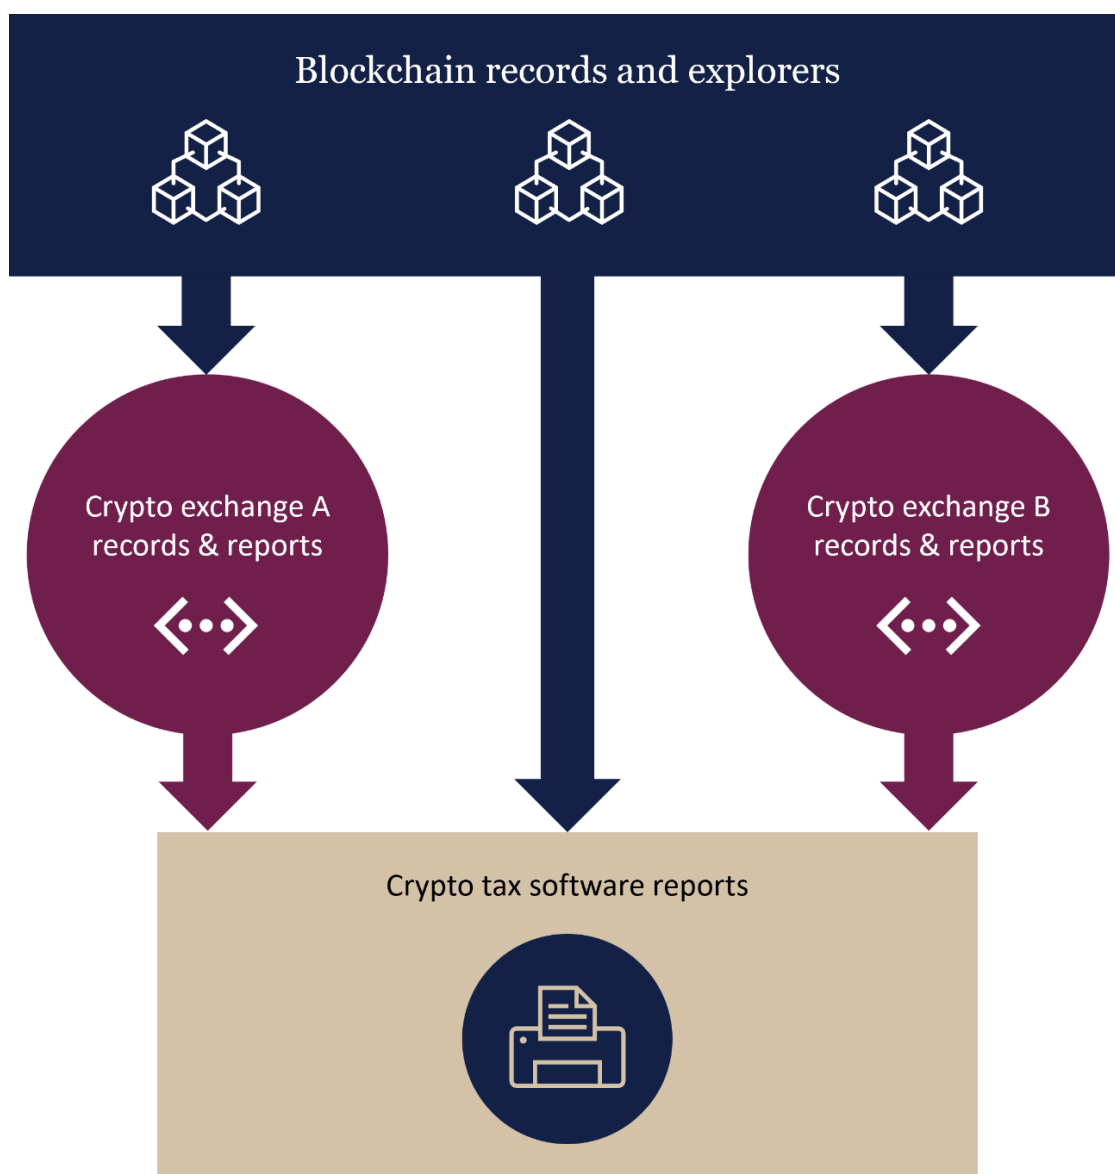 Blockchain records and explorers
Crypto exchange A
records & reports
Crypto exchange B
records & reports
Crypto tax software reports